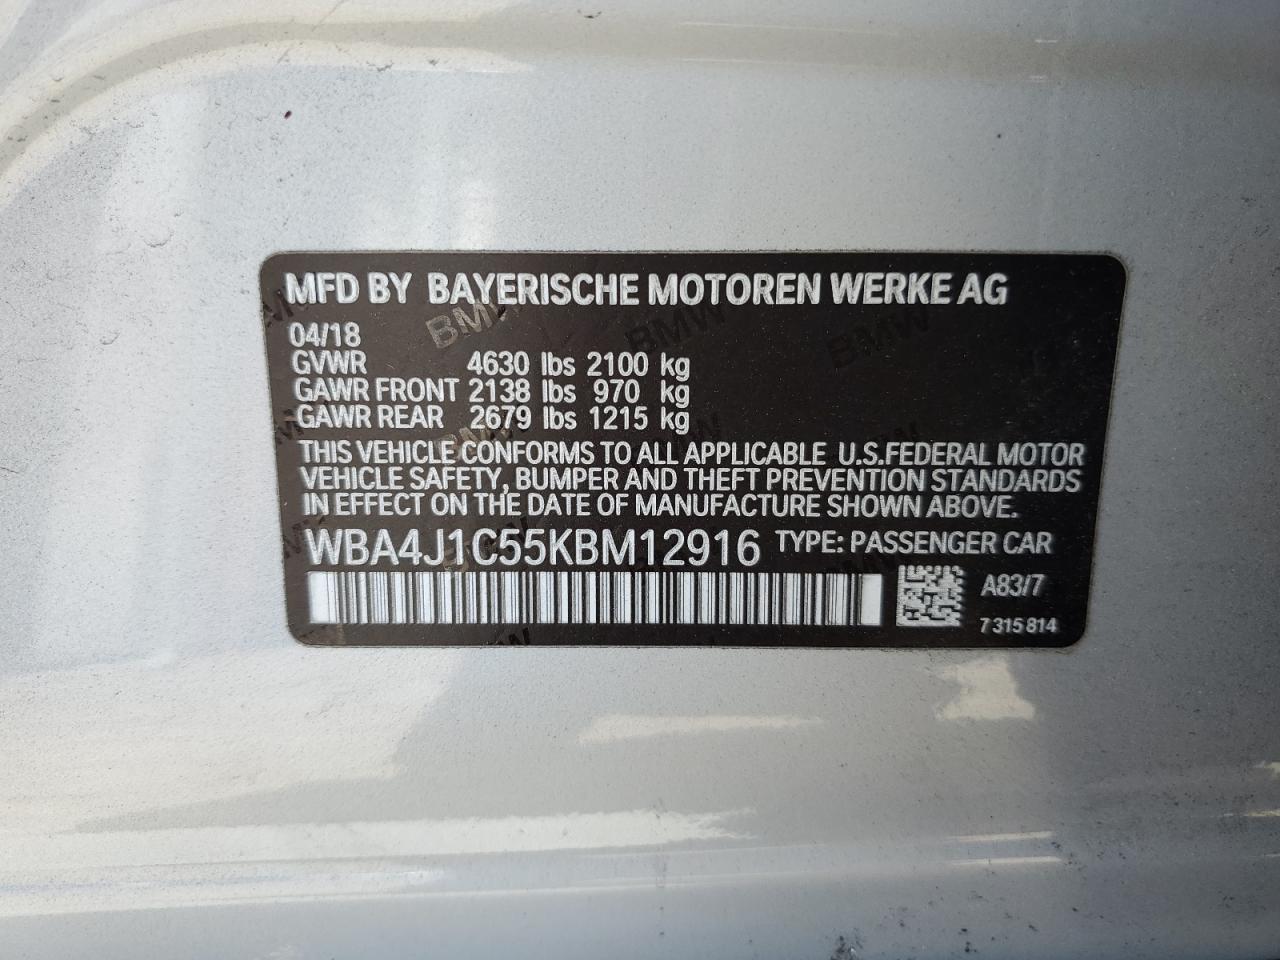 MFD BY BAYERISCHE MOTOREN WERKE AG
04/18
GVWR 4630 lbs 2100 kg
GAWR FRONT 2138 lbs 970 kg
GAWR REAR 2679 lbs 1215 kg
THIS VEHICLE CONFORMS TO ALL APPLICABLE U.S.FEDERAL MOTOR
VEHICLE SAFETY, BUMPER AND THEFT PREVENTION STANDARDS
IN EFFECT ON THE DATE OF MANUFACTURE SHOWN ABOVE.
WBA4J1C55KBM12916 TYPE: PASSENGER CAR
A83/7
7 315 814